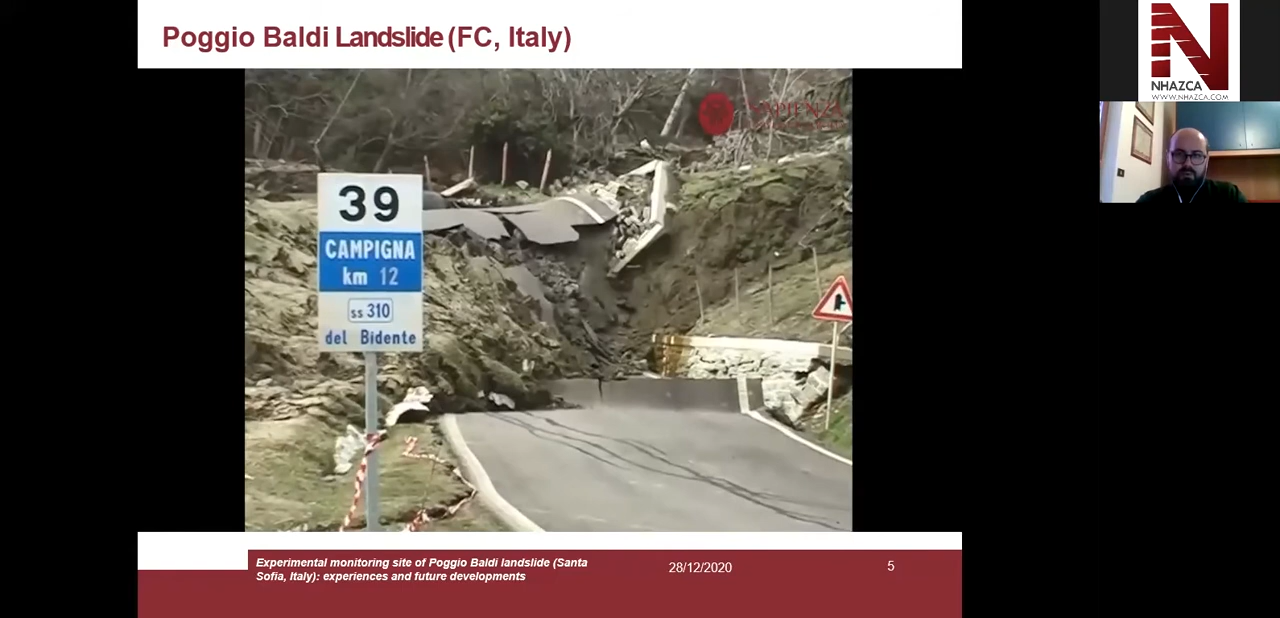 Poggio Baldi Landslide (FC, Italy)
SAPIENZA
39
CAMPIGNA
km 12
ss 310
del Bidente
Experimental monitoring site of Poggio Baldi landslide (Santa
Sofia, Italy): experiences and future developments
28/12/2020
5
NHAZCA
WWW.NHAZCA.COM